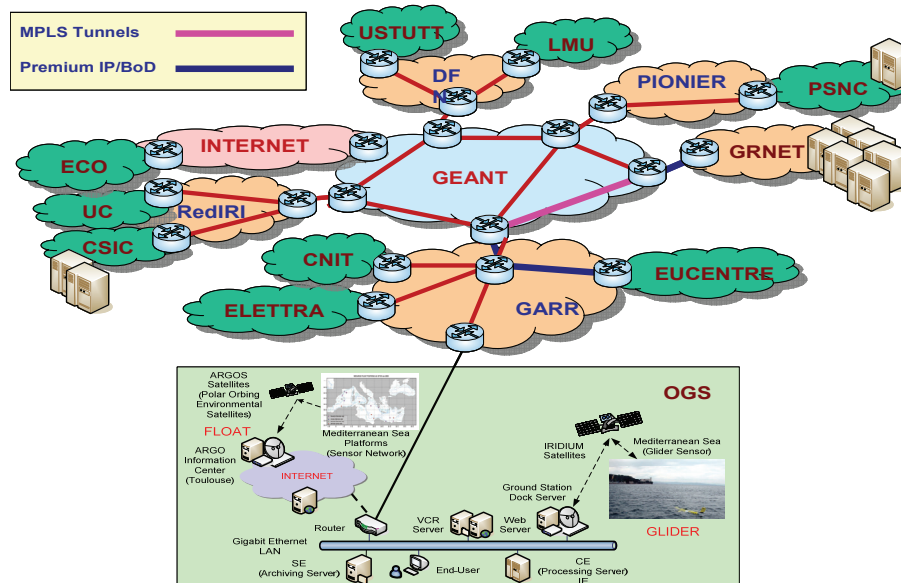 MPLS Tunnels
Premium IP/BoD
USTUTT
LMU
DF
N
PIONIER
PSNC
INTERNET
ECO
GRNET
GEANT
UC
RedIRI
CSIC
CNIT
EUCENTRE
ELETTRA
GARR
OGS
ARGOS
Satellites
(Polar Orbing
Environmental
Satellites)
FLOAT
Mediterranean Sea
Platforms
(Sensor Network)
ARGO
Information
Center
(Toulouse)
INTERNET
IRIDIUM
Satellites
Mediterranean Sea
(Glider Sensor)
Ground Station
Dock Server
GLIDER
Router
VCR
Server
Web
Server
Gigabit Ethernet
LAN
SE
(Archiving Server)
End-User
CE
(Processing Server)
IE